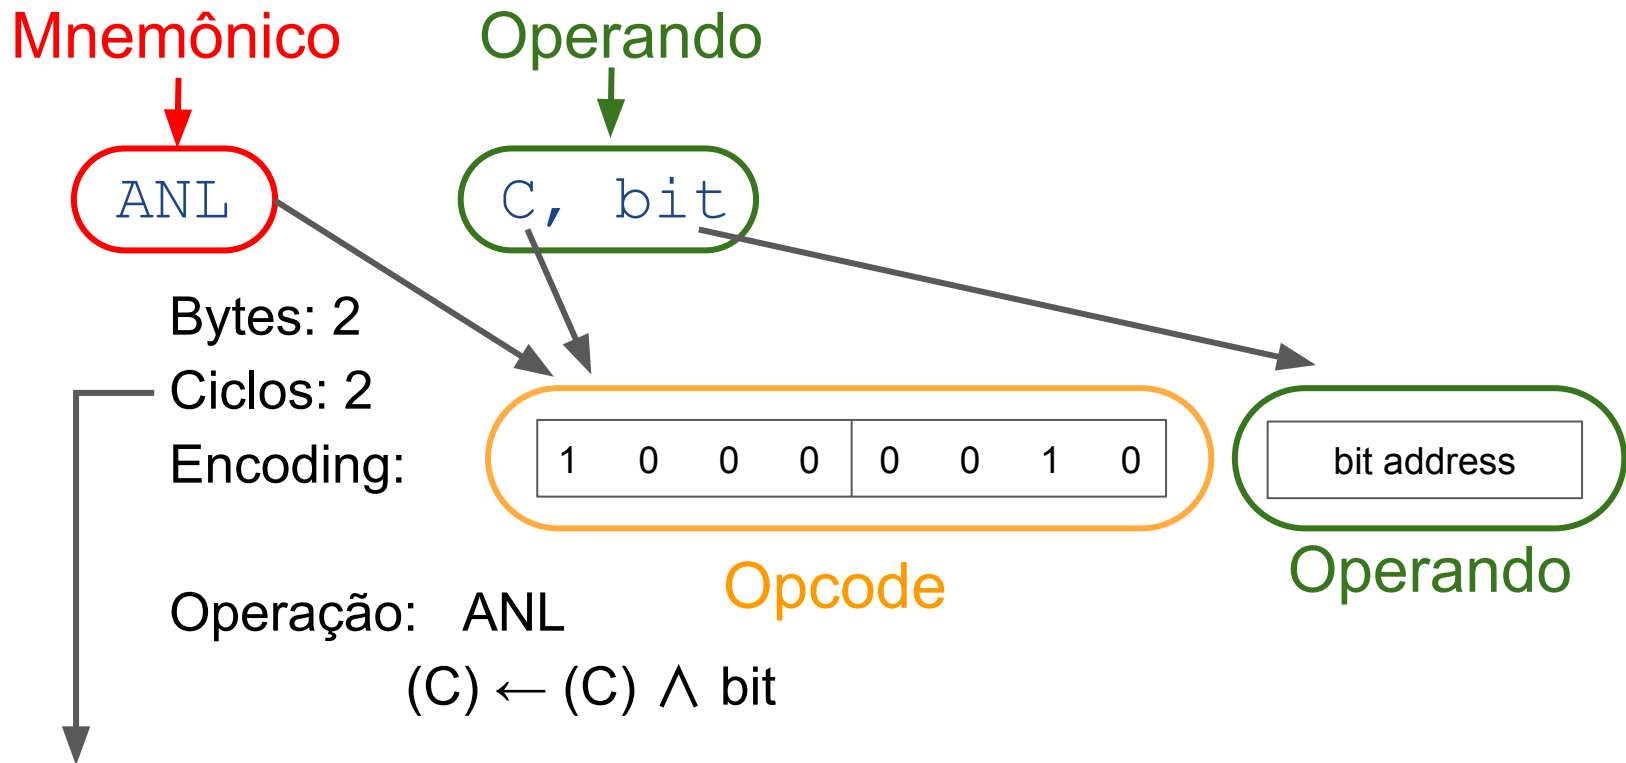 Mnemônico Operando
ANL C, bit
Bytes: 2
Ciclos: 2
Encoding: 1 0 0 0 0 0 1 0 bit address
Opcode Operando
Operação: ANL
(C) ← (C) ∧ bit